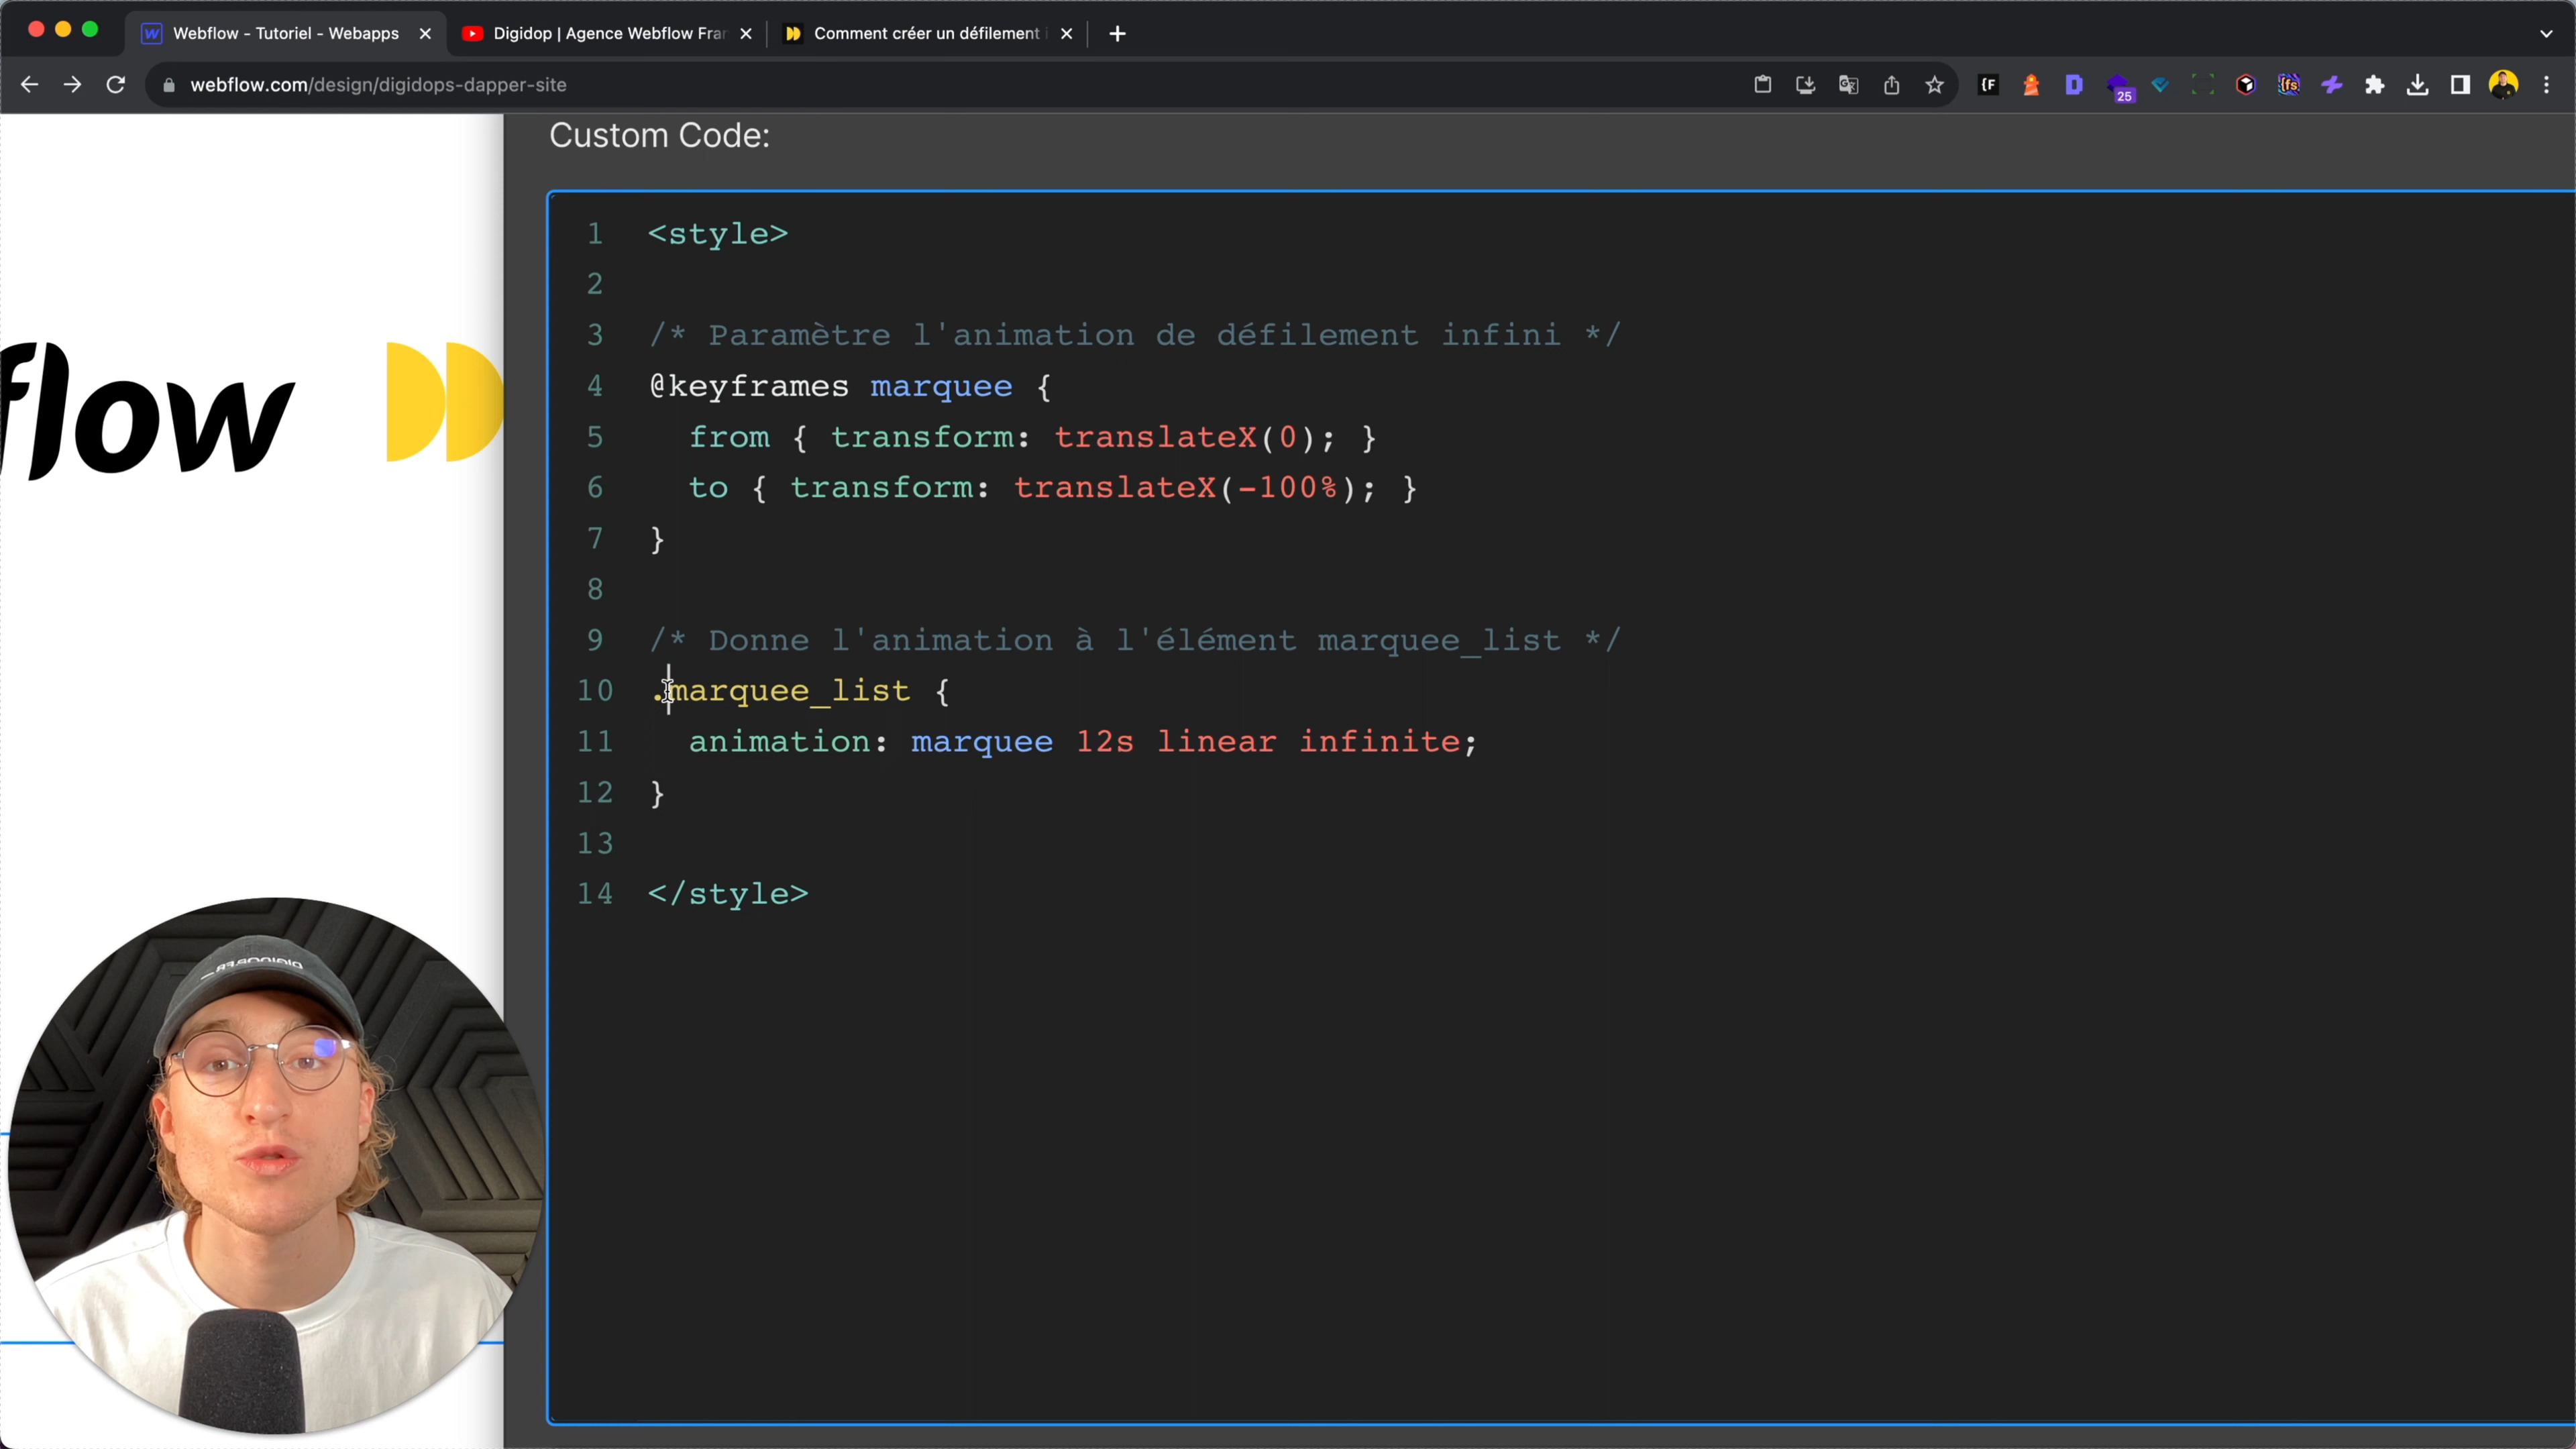 Webflow - Tutoriel - Webapps
Digidop | Agence Webflow Fra
Comment créer un défilement
webflow.com/design/digidops-dapper-site
25
Custom Code:
1 <style>
2
3 /* Paramètre l'animation de défilement infini */
4 @keyframes marquee {
5 from { transform: translateX(0); }
6 to { transform: translateX(-100%); }
7 }
8
9 /* Donne l'animation à l'élément marquee_list */
10 .marquee_list {
11 animation: marquee 12s linear infinite;
12 }
13
14 </style>
flow